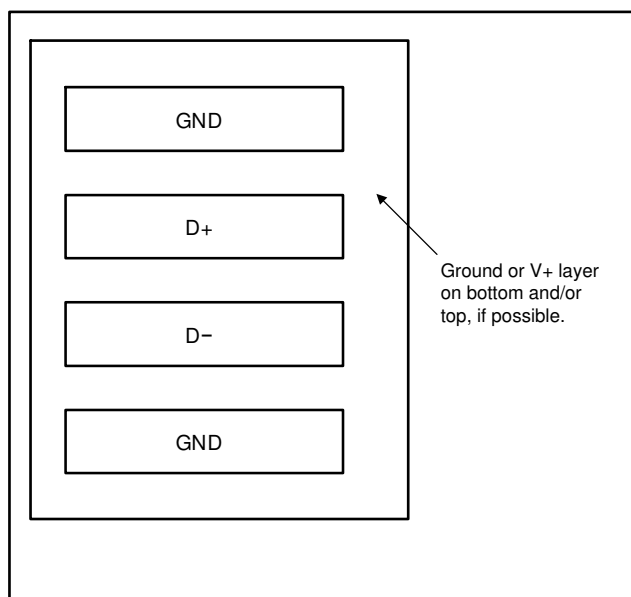 GND
D+
D−
GND
Ground or V+ layer
on bottom and/or
top, if possible.